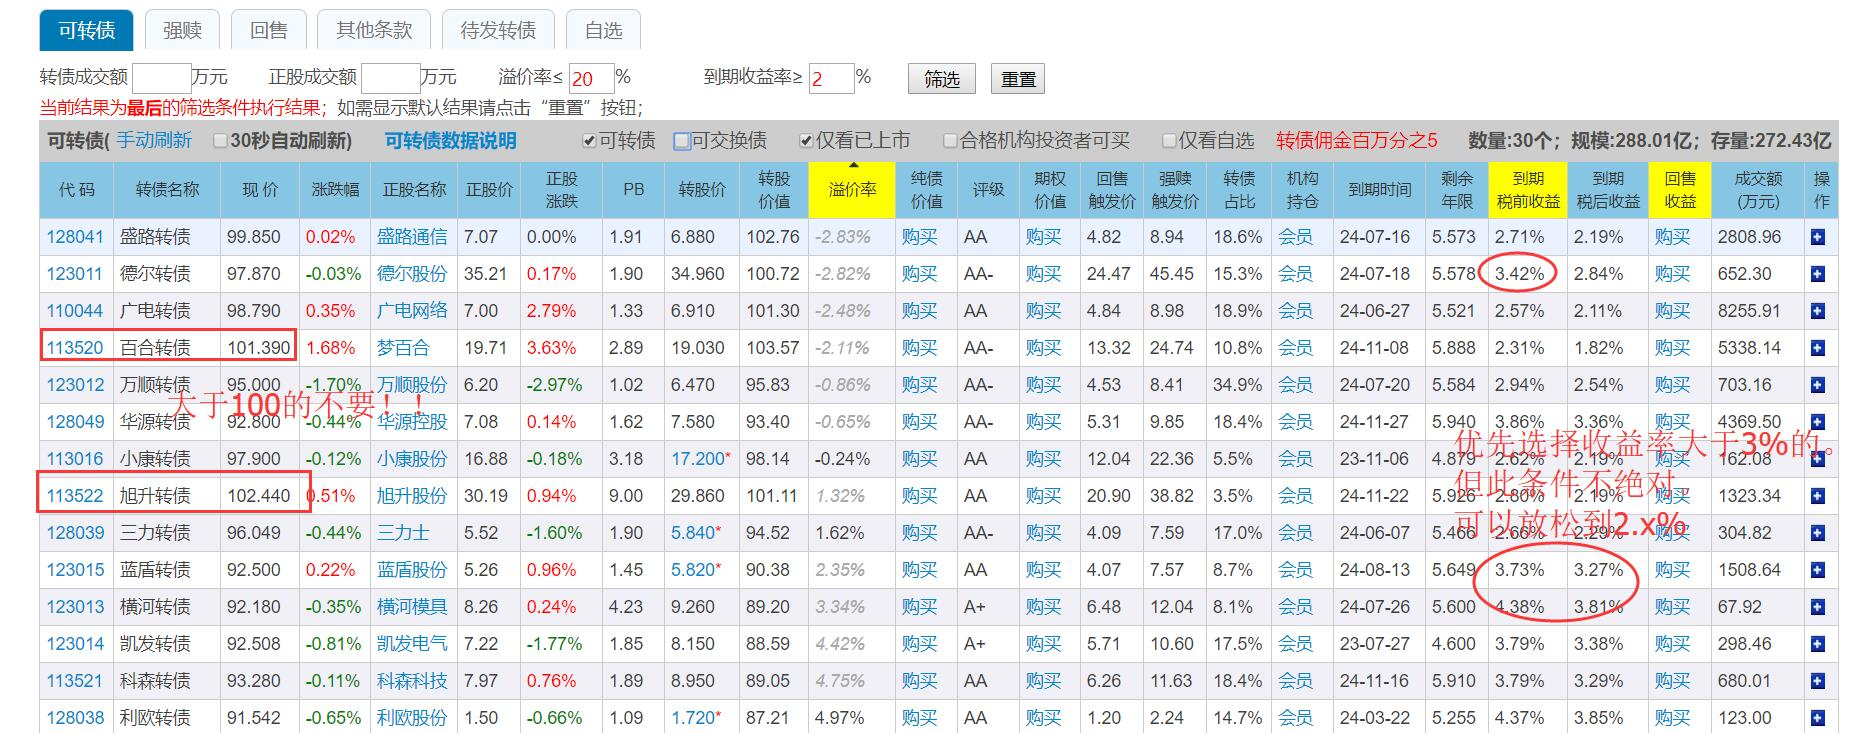 可转债 强赎 回售 其他条款 待发转债 自选
转债成交额 万元 正股成交额 万元 溢价率≤ 20 % 到期收益率≥ 2 % 筛选 重置
当前结果为最后的筛选条件执行结果；如需显示默认结果请点击“重置”按钮；
可转债( 手动刷新 30秒自动刷新) 可转债数据说明 可转债 可交换债 仅看已上市 合格机构投资者可买 仅看自选 转债佣金百万分之5 数量:30个；规模:288.01亿；存量:272.43亿
代 码 转债名称 现 价 涨跌幅 正股名称 正股价 正股涨跌 PB 转股价 转股价值 溢价率 纯债价值 评级 期权价值 回售触发价 强赎触发价 转债占比 机构持仓 到期时间 剩余年限 到期税前收益 到期税后收益 回售收益 成交额(万元) 操作
128041 盛路转债 99.850 0.02% 盛路通信 7.07 0.00% 1.91 6.880 102.76 -2.83% 购买 AA 购买 4.82 8.94 18.6% 会员 24-07-16 5.573 2.71% 2.19% 购买 2808.96
123011 德尔转债 97.870 -0.03% 德尔股份 35.21 0.17% 1.90 34.960 100.72 -2.82% 购买 AA- 购买 24.47 45.45 15.3% 会员 24-07-18 5.578 3.42% 2.84% 购买 652.30
110044 广电转债 98.790 0.35% 广电网络 7.00 2.79% 1.33 6.910 101.30 -2.48% 购买 AA 购买 4.84 8.98 18.9% 会员 24-06-27 5.521 2.57% 2.11% 购买 8255.91
113520 百合转债 101.390 1.68% 梦百合 19.71 3.63% 2.89 19.030 103.57 -2.11% 购买 AA- 购买 13.32 24.74 10.8% 会员 24-11-08 5.888 2.31% 1.82% 购买 5338.14
123012 万顺转债 95.000 -1.70% 万顺股份 6.20 -2.97% 1.02 6.470 95.83 -0.86% 购买 AA- 购买 4.53 8.41 34.9% 会员 24-07-20 5.584 2.94% 2.54% 购买 703.16
大于100的不要！！
128049 华源转债 92.800 -0.44% 华源控股 7.08 0.14% 1.62 7.580 93.40 -0.65% 购买 AA- 购买 5.31 9.85 18.4% 会员 24-11-27 5.940 3.86% 3.36% 购买 4369.50
优先选择收益率大于3%的。
113016 小康转债 97.900 -0.12% 小康股份 16.88 -0.18% 3.18 17.200* 98.14 -0.24% 购买 AA 购买 12.04 22.36 5.5% 会员 23-11-06 4.879 2.62% 2.19% 购买 162.08
但此条件不绝对。
113522 旭升转债 102.440 0.51% 旭升股份 30.19 0.94% 9.00 29.860 101.11 1.32% 购买 AA- 购买 20.90 38.82 3.5% 会员 24-11-22 5.926 2.80% 2.19% 购买 1323.34
可以放松到2.x%
128039 三力转债 96.049 -0.44% 三力士 5.52 -1.60% 1.90 5.840* 94.52 1.62% 购买 AA- 购买 4.09 7.59 17.0% 会员 24-06-07 5.466 2.66% 2.29% 购买 304.82
123015 蓝盾转债 92.500 0.22% 蓝盾股份 5.26 0.96% 1.45 5.820* 90.38 2.35% 购买 AA 购买 4.07 7.57 8.7% 会员 24-08-13 5.649 3.73% 3.27% 购买 1508.64
123013 横河转债 92.180 -0.35% 横河模具 8.26 0.24% 4.23 9.260 89.20 3.34% 购买 A+ 购买 6.48 12.04 8.1% 会员 24-07-26 5.600 4.38% 3.81% 购买 67.92
123014 凯发转债 92.508 -0.81% 凯发电气 7.22 -1.77% 1.85 8.150 88.59 4.42% 购买 A+ 购买 5.71 10.60 17.5% 会员 23-07-27 4.600 3.79% 3.38% 购买 298.46
113521 科森转债 93.280 -0.11% 科森科技 7.97 0.76% 1.89 8.950 89.05 4.75% 购买 AA 购买 6.26 11.63 18.4% 会员 24-11-16 5.910 3.79% 3.29% 购买 680.01
128038 利欧转债 91.542 -0.65% 利欧股份 1.50 -0.66% 1.09 1.720* 87.21 4.97% 购买 AA 购买 1.20 2.24 14.7% 会员 24-03-22 5.255 4.37% 3.85% 购买 123.00